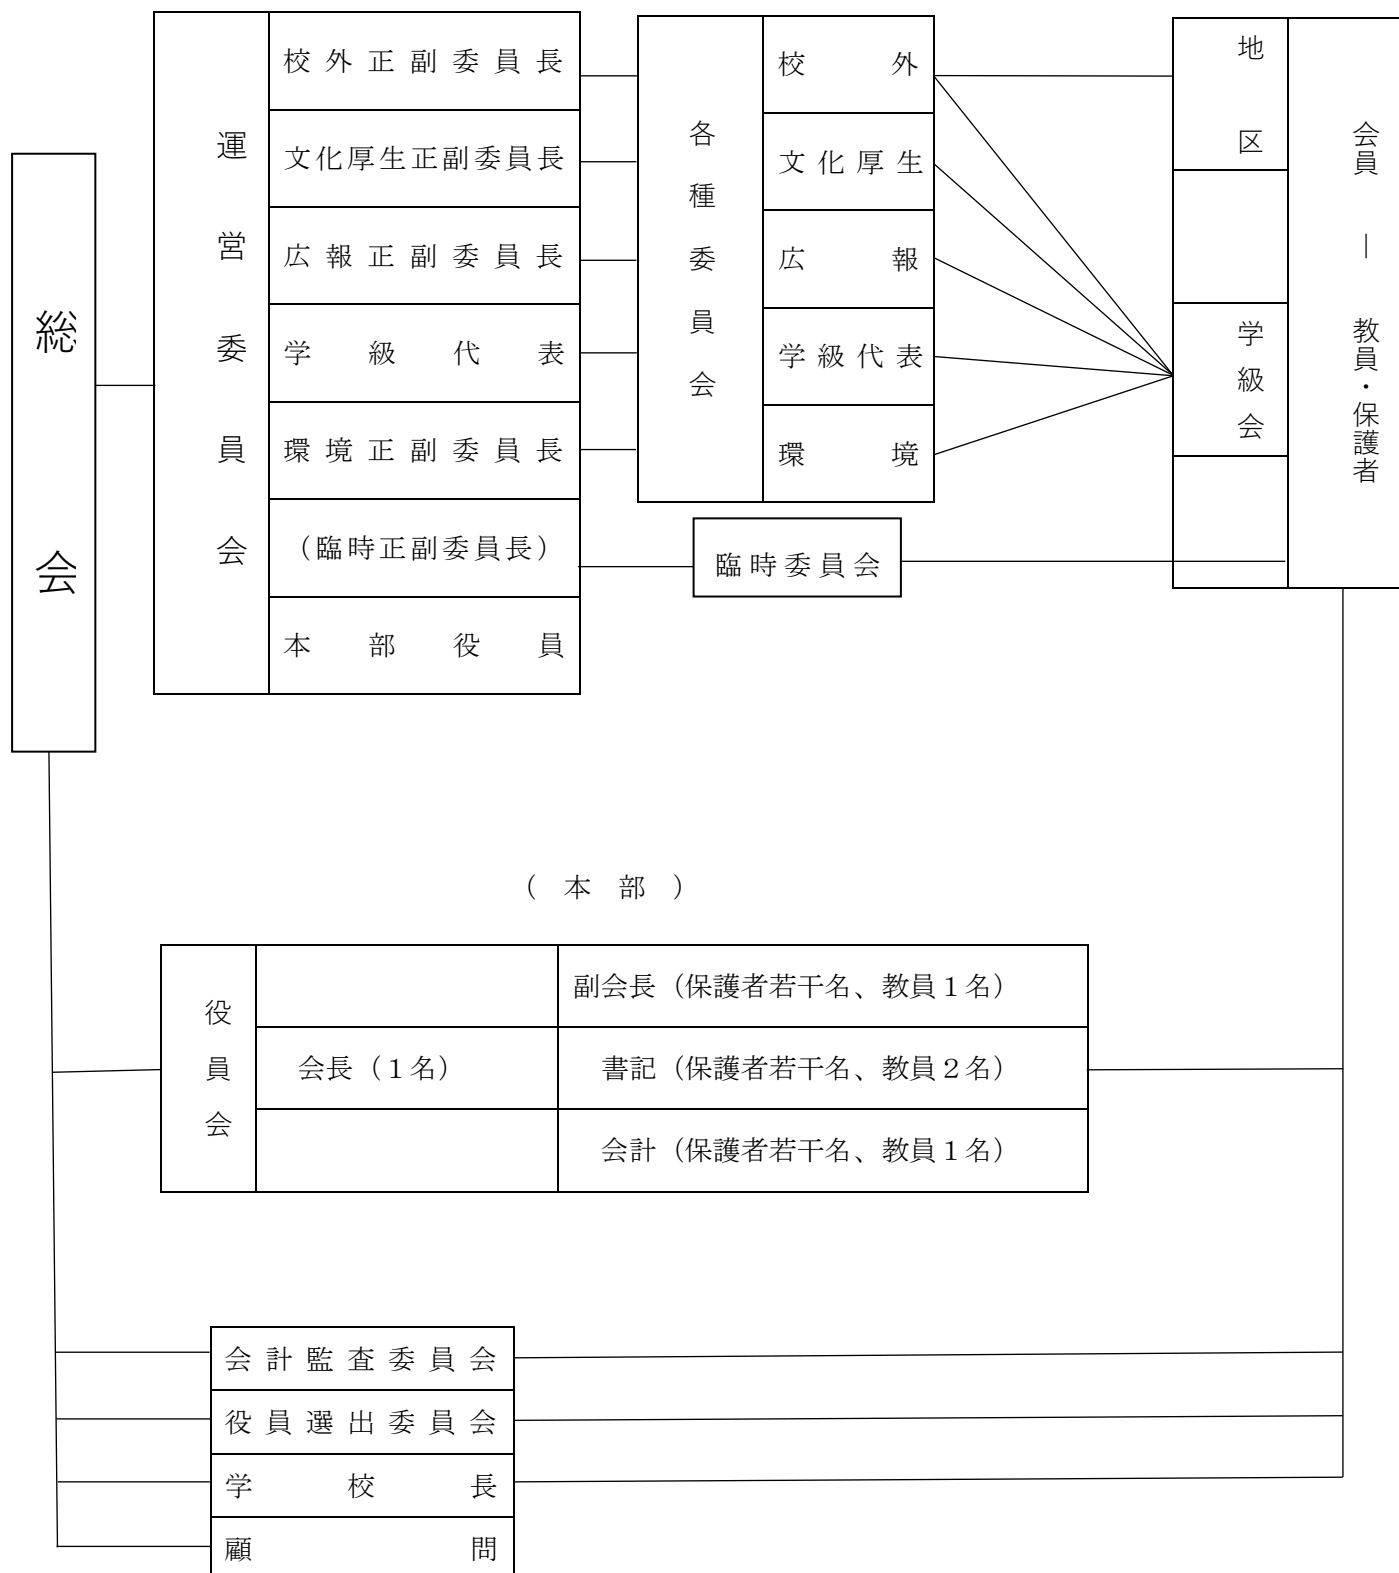 総会
運営委員会
校外正副委員長
文化厚生正副委員長
広報正副委員長
学級代表
環境正副委員長
（臨時正副委員長）
本部役員
各種委員会
校外
文化厚生
広報
学級代表
環境
臨時委員会
地区
学級会
会員 ― 教員・保護者
（本部）
役員会
会長（１名）
副会長（保護者若干名、教員１名）
書記（保護者若干名、教員２名）
会計（保護者若干名、教員１名）
会計監査委員会
役員選出委員会
学校長
顧問